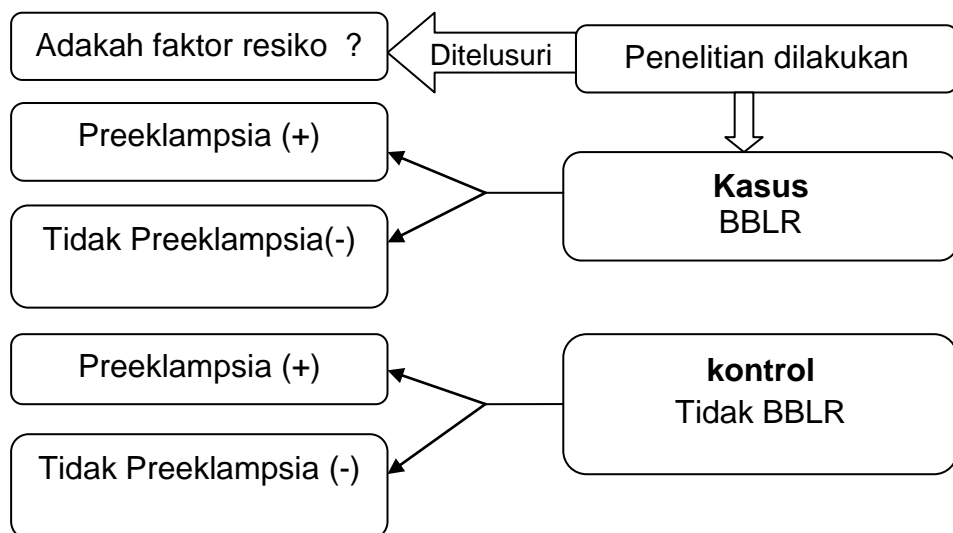 Adakah faktor resiko ?
Ditelusuri
Penelitian dilakukan
Preeklampsia (+)
Tidak Preeklampsia(-)
Kasus
BBLR
Preeklampsia (+)
Tidak Preeklampsia (-)
kontrol
Tidak BBLR